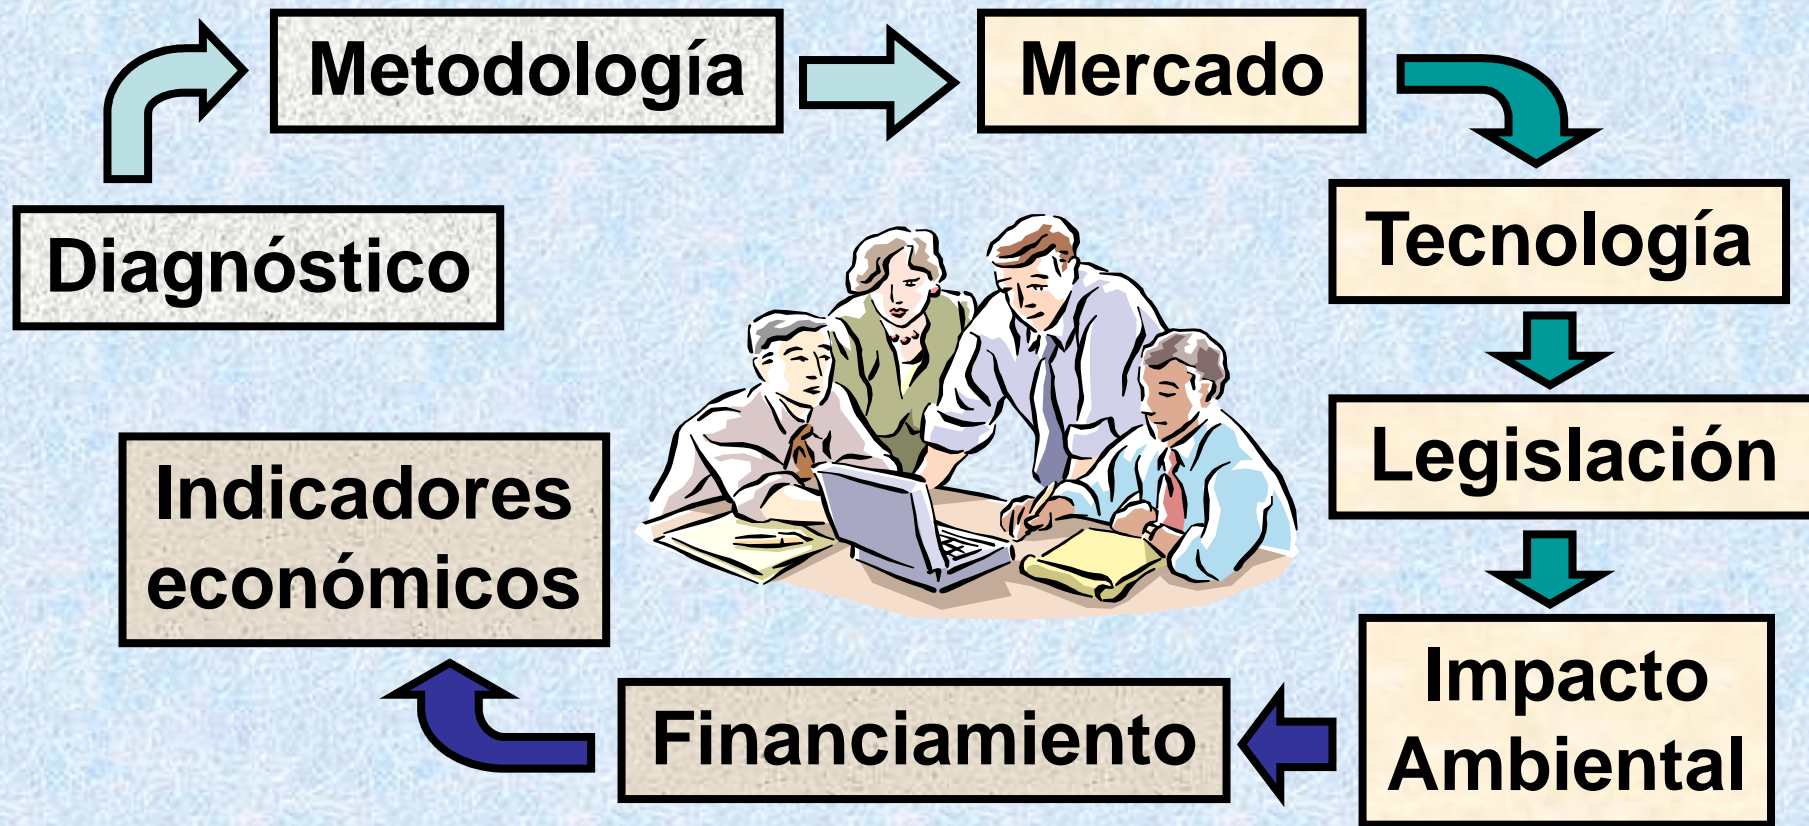 Diagnóstico
Metodología
Mercado
Tecnología
Legislación
Impacto
Ambiental
Financiamiento
Indicadores
económicos